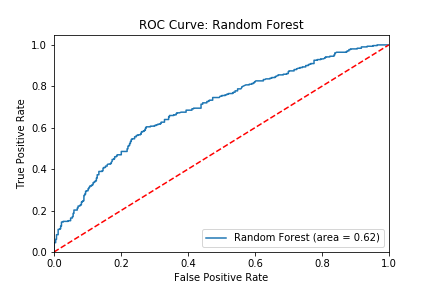 ROC Curve: Random Forest
True Positive Rate
1.0
0.8
0.6
0.4
0.2
0.0
Random Forest (area = 0.62)
0.0 0.2 0.4 0.6 0.8 1.0
False Positive Rate